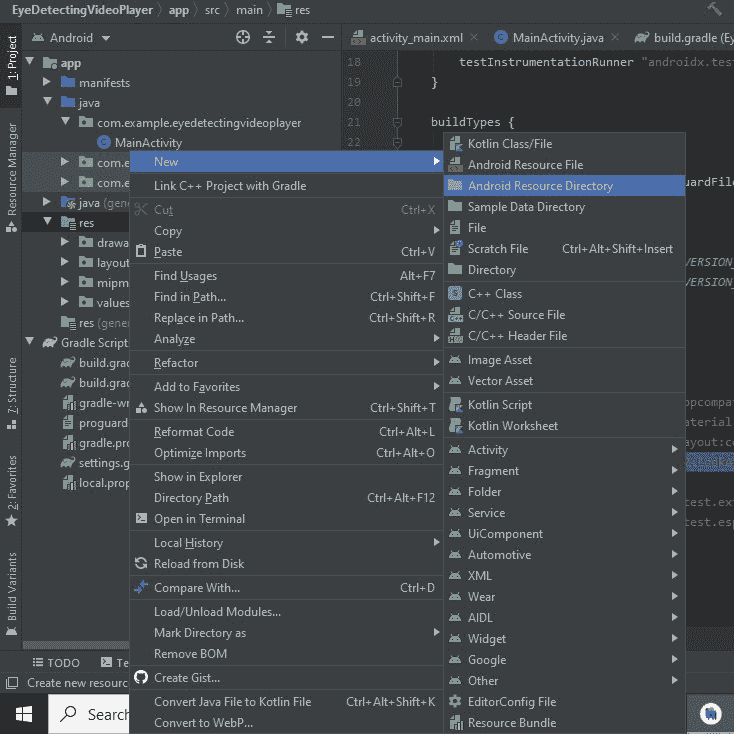 EyeDetectingVideoPlayer app src main res
Android
activity_main.xml MainActivity.java build.gradle (Ey
1: Project
Resource Manager
Z: Structure
2: Favorites
Build Variants
app
manifests
java
com.example.eyedetectingvideoplayer
MainActivity
com.e
com.e
java (gene
res
drawa
layout
mipm
values
res (gener
Gradle Script
build.grad
build.grad
gradle-wr
proguard
gradle.pro
settings.g
local.prop
18 testInstrumentationRunner "androidx.tes
19 }
20
21 buildTypes {
22
uardFile
VERSION_
VERSION_
ppcompat
material
layout:co
test.ext
test.esp
New
Link C++ Project with Gradle
Cut Ctrl+X
Copy
Paste Ctrl+V
Find Usages Alt+F7
Find in Path... Ctrl+Shift+F
Replace in Path... Ctrl+Shift+R
Analyze
Refactor
Add to Favorites
Show In Resource Manager Ctrl+Shift+T
Reformat Code Ctrl+Alt+L
Optimize Imports Ctrl+Alt+O
Show in Explorer
Directory Path Ctrl+Alt+F12
Open in Terminal
Local History
Reload from Disk
Compare With... Ctrl+D
Load/Unload Modules...
Mark Directory as
Remove BOM
Create Gist...
Convert Java File to Kotlin File Ctrl+Alt+Shift+K
Convert to WebP...
Kotlin Class/File
Android Resource File
Android Resource Directory
Sample Data Directory
File
Scratch File Ctrl+Alt+Shift+Insert
Directory
C++ Class
C/C++ Source File
C/C++ Header File
Image Asset
Vector Asset
Kotlin Script
Kotlin Worksheet
Activity
Fragment
Folder
Service
UiComponent
Automotive
XML
Wear
AIDL
Widget
Google
Other
EditorConfig File
Resource Bundle
TODO Te
Create new resourc
Search